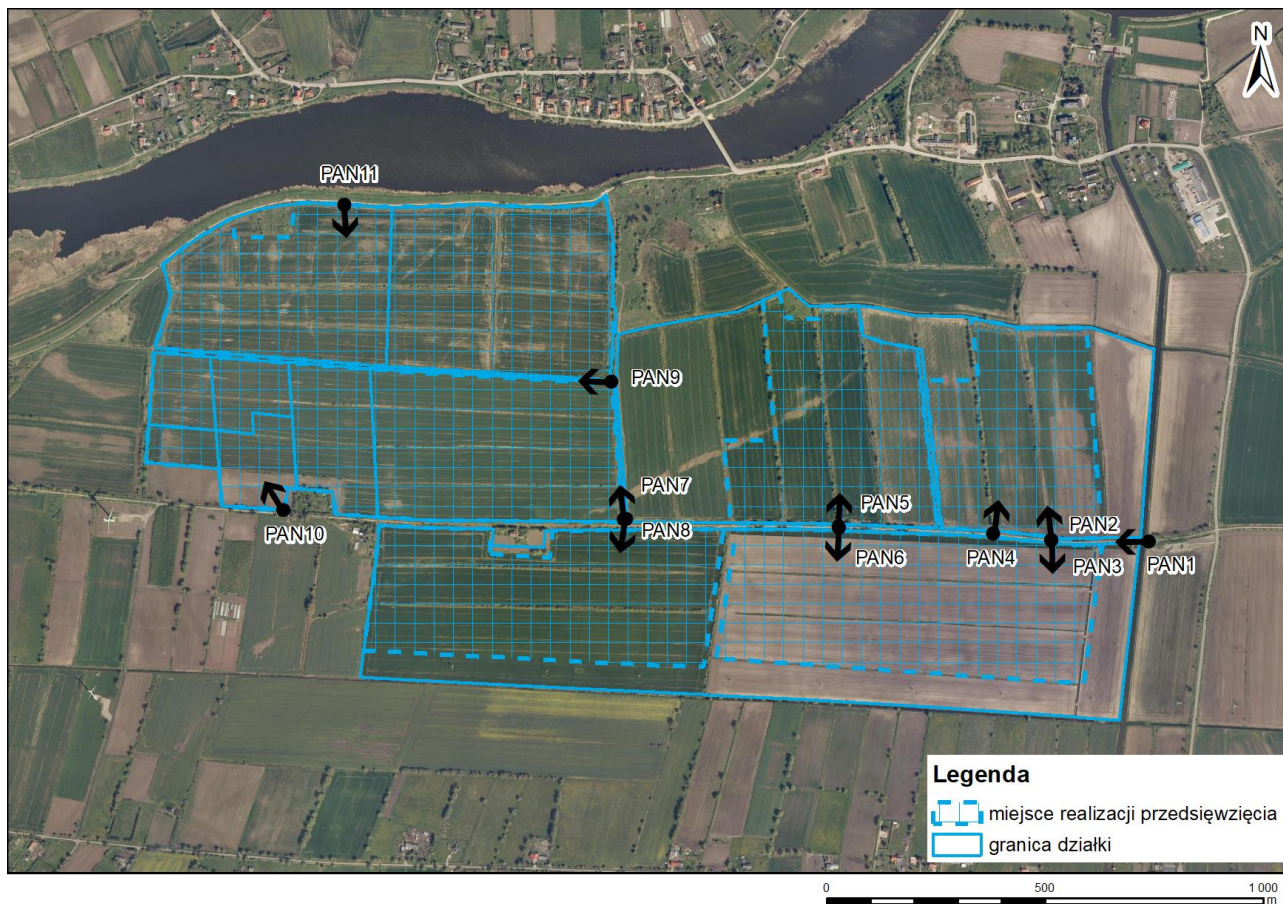 N
PAN11
PAN9
PAN7
PAN8
PAN5
PAN6
PAN2
PAN4
PAN3
PAN1
PAN10
Legenda
miejsce realizacji przedsięwzięcia
granica działki
0 500 1 000
m